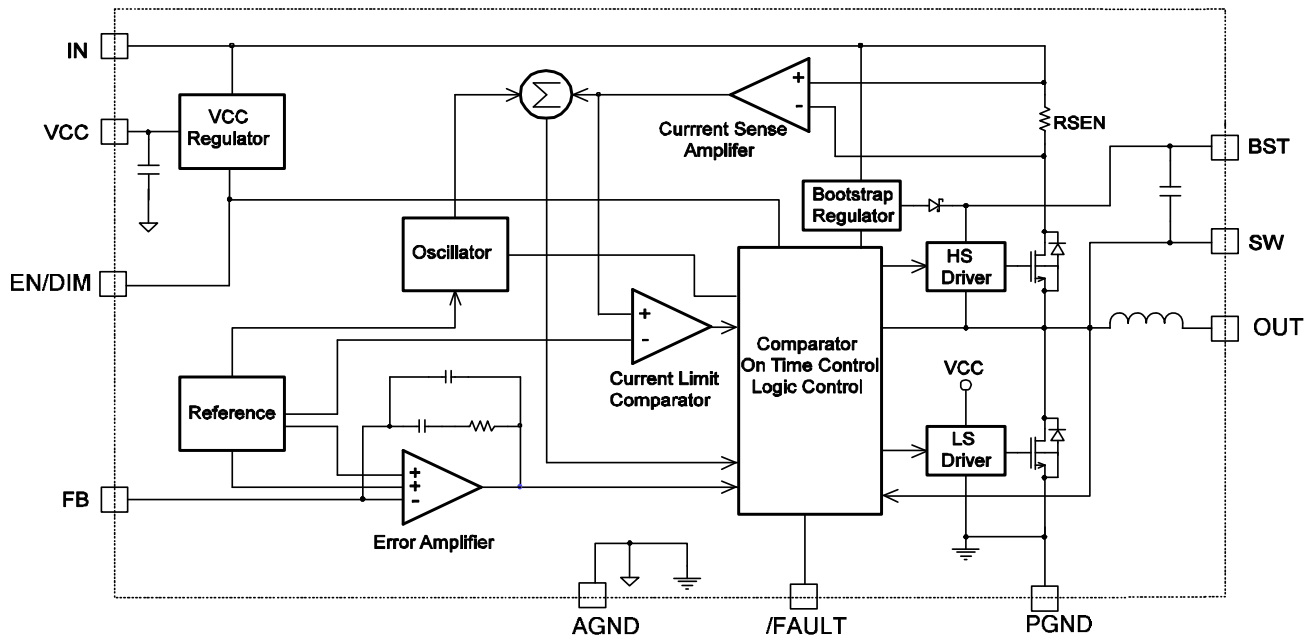 IN
VCC
VCC
Regulator
Σ
+
-
Currrent Sense
Amplifer
RSEN
BST
Bootstrap
Regulator
SW
EN/DIM
Oscillator
HS
Driver
+
-
Current Limit
Comparator
Comparator
On Time Control
Logic Control
OUT
VCC
Reference
LS
Driver
FB
+
+
-
Error Amplifier
AGND
/FAULT
PGND